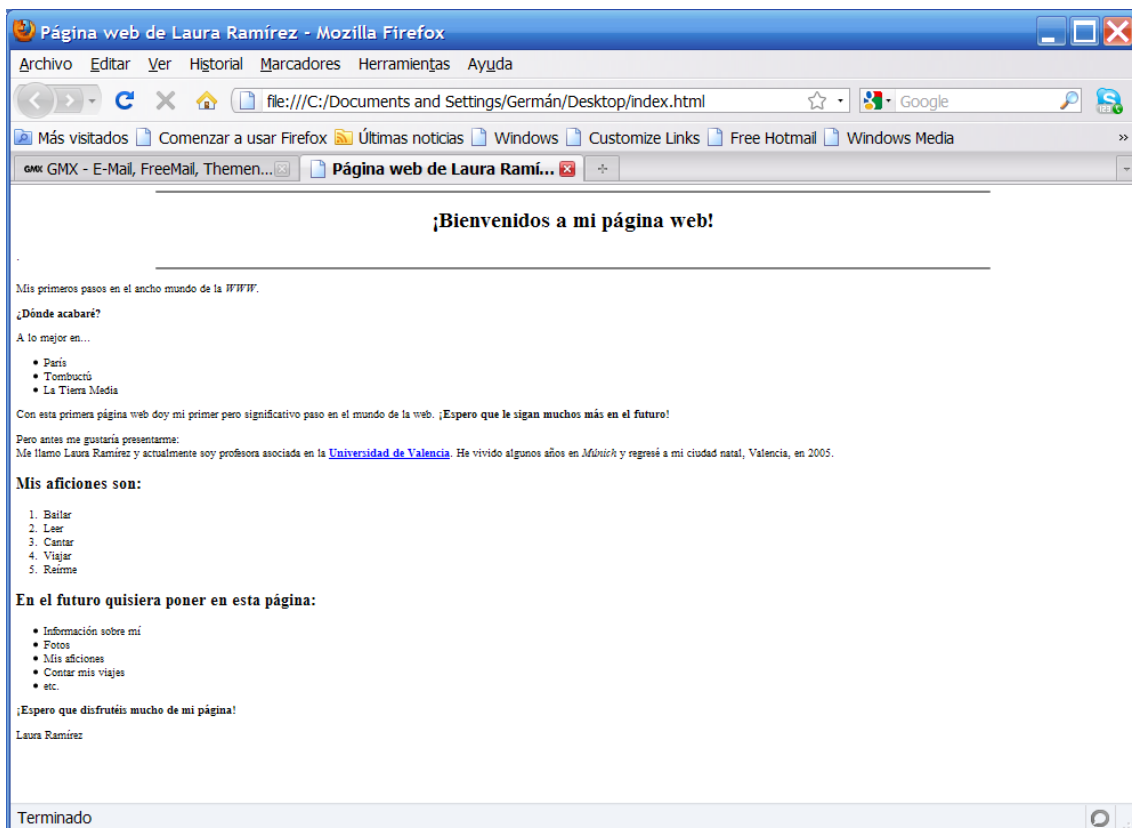 Página web de Laura Ramírez - Mozilla Firefox
Archivo Editar Ver Historial Marcadores Herramientas Ayuda
file:///C:/Documents and Settings/Germán/Desktop/index.html Google
Más visitados Comenzar a usar Firefox Últimas noticias Windows Customize Links Free Hotmail Windows Media »
GMX GMX - E-Mail, FreeMail, Themen... Página web de Laura Ramí...
¡Bienvenidos a mi página web!
.
Mis primeros pasos en el ancho mundo de la WWW.
¿Dónde acabaré?
A lo mejor en...
• París
• Tombuctú
• La Tierra Media
Con esta primera página web doy mi primer pero significativo paso en el mundo de la web. ¡Espero que le sigan muchos más en el futuro!
Pero antes me gustaría presentarme:
Me llamo Laura Ramírez y actualmente soy profesora asociada en la Universidad de Valencia. He vivido algunos años en Múnich y regresé a mi ciudad natal, Valencia, en 2005.
Mis aficiones son:
1. Bailar
2. Leer
3. Cantar
4. Viajar
5. Reírme
En el futuro quisiera poner en esta página:
• Información sobre mí
• Fotos
• Mis aficiones
• Contar mis viajes
• etc.
¡Espero que disfrutéis mucho de mi página!
Laura Ramírez
Terminado